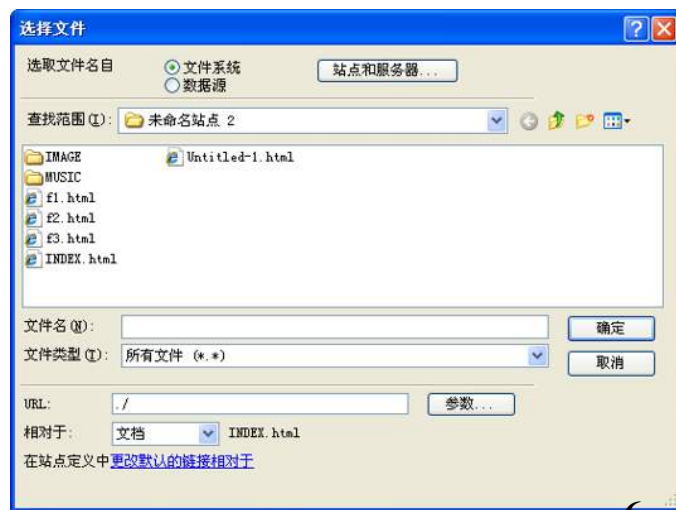 选择文件
选取文件名自 文件系统 站点和服务器...
数据源
查找范围(I): 未命名站点 2
IMAGE Untitled-1.html
MUSIC
f1.html
f2.html
f3.html
INDEX.html
文件名(N): 确定
文件类型(T): 所有文件 (*.*) 取消
URL: ./ 参数...
相对于: 文档 INDEX.html
在站点定义中更改默认的链接相对于